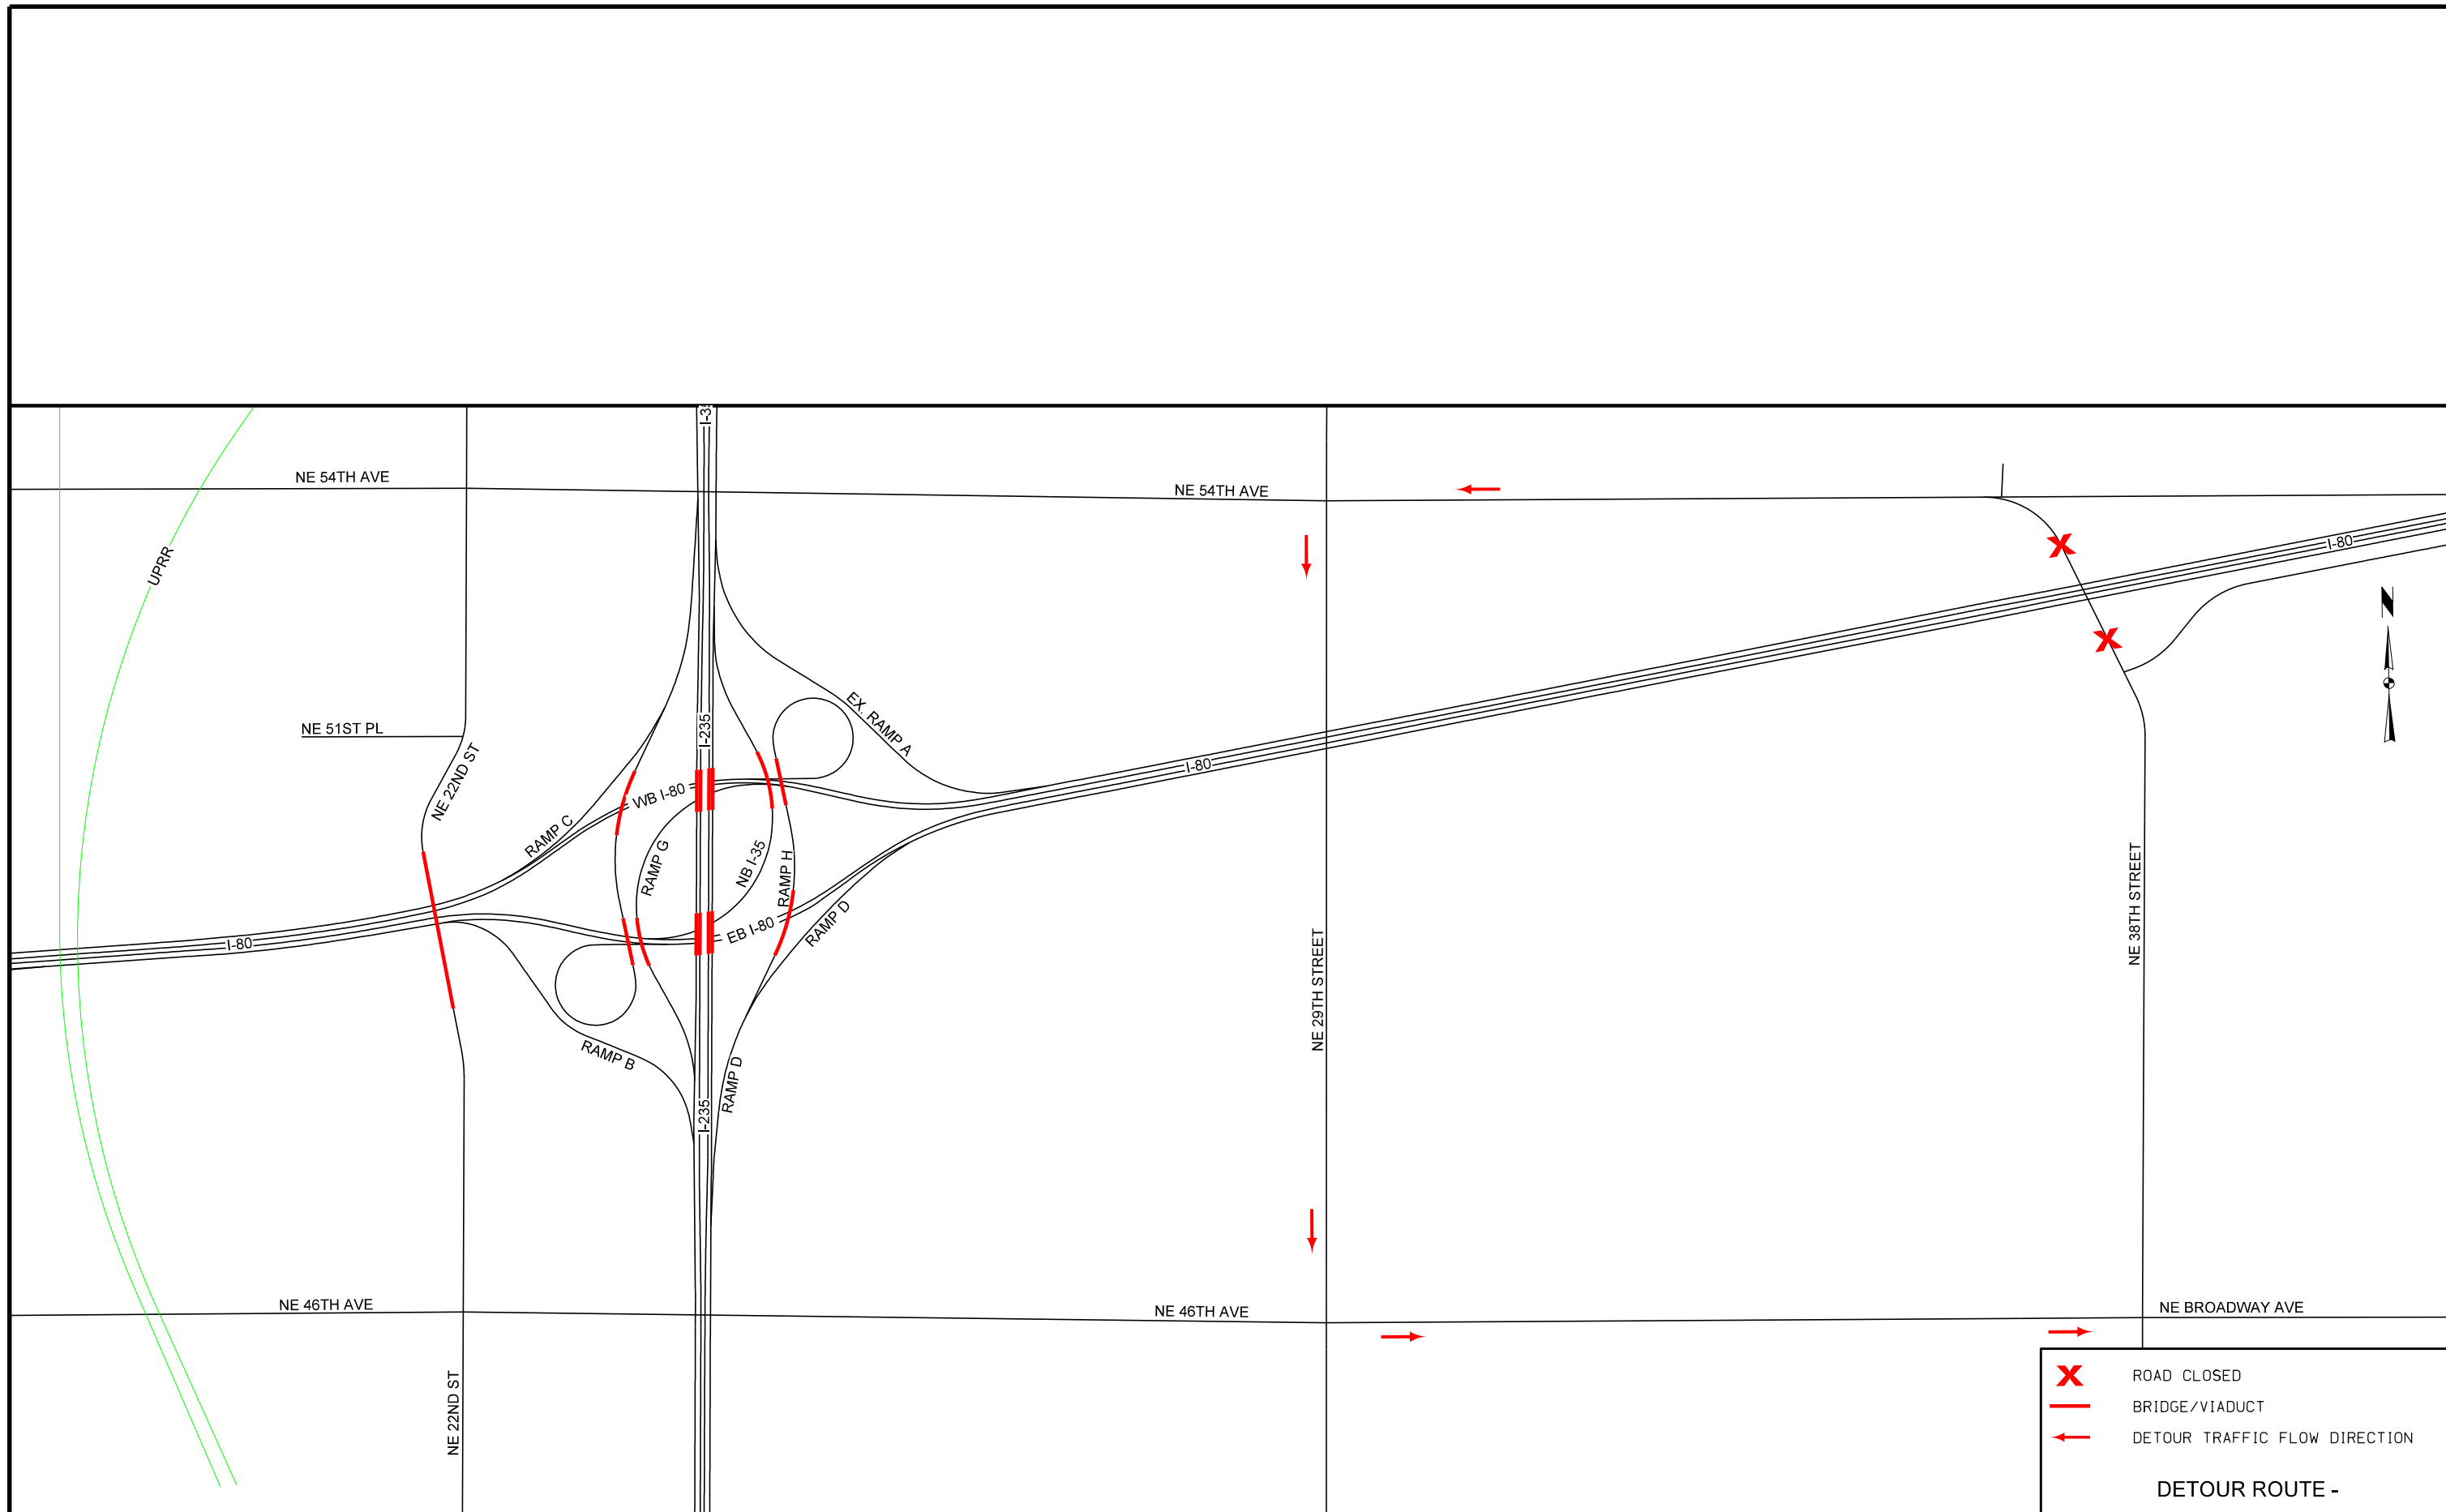 I-3
NE 54TH AVE
NE 54TH AVE
I-80
UPRR
N
EX. RAMP A
I-235
NE 51ST PL
NE 22ND ST
I-80
WB I-80
RAMP C
RAMP G
NB I-35
RAMP H
NE 38TH STREET
RAMP D
EB I-80
I-80
NE 29TH STREET
RAMP B
RAMP D
I-235
NE 46TH AVE
NE 46TH AVE
NE BROADWAY AVE
NE 22ND ST
ROAD CLOSED
BRIDGE/VIADUCT
DETOUR TRAFFIC FLOW DIRECTION
DETOUR ROUTE -